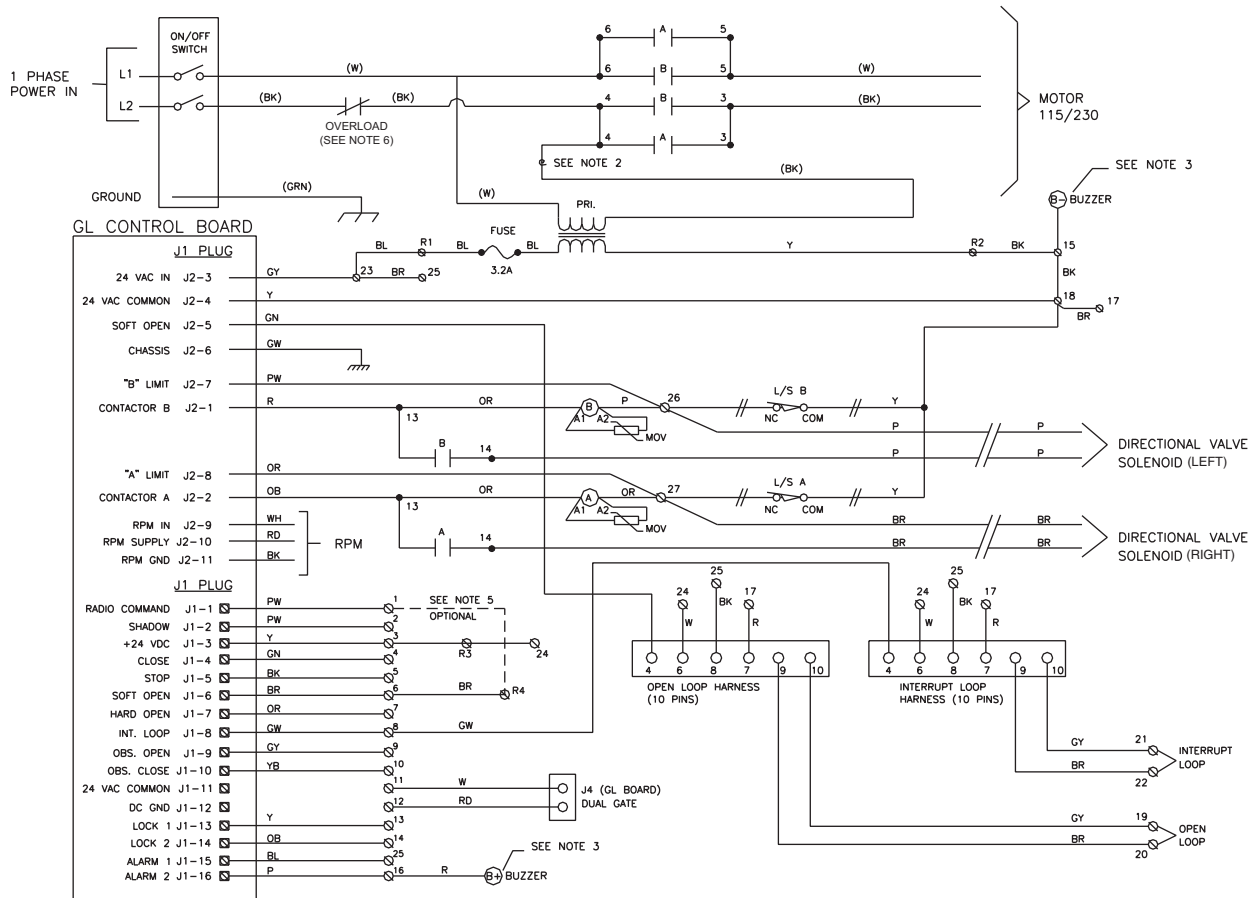 ON/OFF
SWITCH
1 PHASE
POWER IN
L1
L2
(W)
(BK)
(BK)
OVERLOAD
(SEE NOTE 6)
6 A 5
6 B 5
4 B 3
4 A 3
(W)
(BK)
MOTOR
115/230
SEE NOTE 2
(BK)
SEE NOTE 3
B- BUZZER
GROUND
(GRN)
(W)
PRI.
GL CONTROL BOARD
J1 PLUG
BL R1 BL
FUSE
3.2A
BL
Y
R2 BK 15
BK
24 VAC IN J2-3 GY 23 BR 25
24 VAC COMMON J2-4 Y 18
BR 17
SOFT OPEN J2-5 GN
CHASSIS J2-6 GW
"B" LIMIT J2-7 PW
CONTACTOR B J2-1 R 13 OR B P 26
A1 A2
MOV
L/S B
NC COM
Y
B 14
P P
P P
DIRECTIONAL VALVE
SOLENOID (LEFT)
"A" LIMIT J2-8 OR
CONTACTOR A J2-2 OB 13 OR A OR 27
A1 A2
MOV
L/S A
NC COM
Y
A 14
BR BR
BR BR
DIRECTIONAL VALVE
SOLENOID (RIGHT)
RPM IN J2-9 WH
RPM SUPPLY J2-10 RD
RPM GND J2-11 BK
RPM
J1 PLUG
RADIO COMMAND J1-1 PW 1
SEE NOTE 5
OPTIONAL
SHADOW J1-2 PW 2
+24 VDC J1-3 Y 3 R3 24
CLOSE J1-4 GN 4
STOP J1-5 BK 5
SOFT OPEN J1-6 BR 6 BR R4
HARD OPEN J1-7 OR 7
INT. LOOP J1-8 GW 8 GW
OBS. OPEN J1-9 GY 9
OBS. CLOSE J1-10 YB 10
24 VAC COMMON J1-11 11 W
DC GND J1-12 12 RD
J4 (GL BOARD)
DUAL GATE
LOCK 1 J1-13 Y 13
LOCK 2 J1-14 OB 14
ALARM 1 J1-15 BL 25
ALARM 2 J1-16 P 16 R B+ BUZZER
SEE NOTE 3
24 25 17
W BK R
4 6 8 7 9 10
OPEN LOOP HARNESS
(10 PINS)
24 25 17
W BK R
4 6 8 7 9 10
INTERRUPT LOOP
HARNESS (10 PINS)
GY 21
BR 22
INTERRUPT
LOOP
GY 19
BR 20
OPEN
LOOP